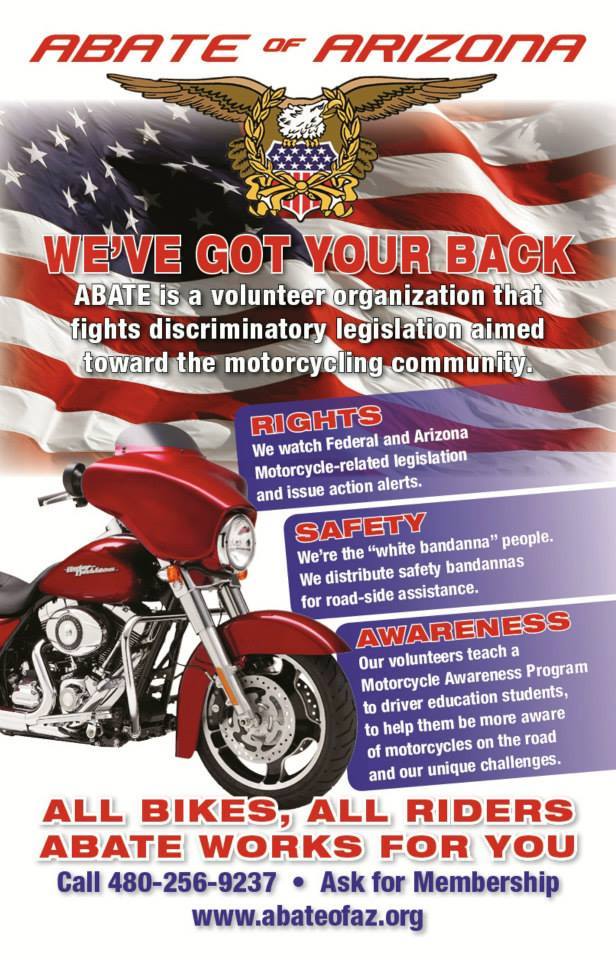 ABATE OF ARIZONA
WE'VE GOT YOUR BACK
ABATE is a volunteer organization that
fights discriminatory legislation aimed
toward the motorcycling community.
RIGHTS
We watch Federal and Arizona
Motorcycle-related legislation
and issue action alerts.
SAFETY
We're the “white bandanna” people.
We distribute safety bandannas
for road-side assistance.
AWARENESS
Our volunteers teach a
Motorcycle Awareness Program
to driver education students,
to help them be more aware
of motorcycles on the road
and our unique challenges.
Harley-Davidson
ALL BIKES, ALL RIDERS
ABATE WORKS FOR YOU
Call 480-256-9237 • Ask for Membership
www.abateofaz.org